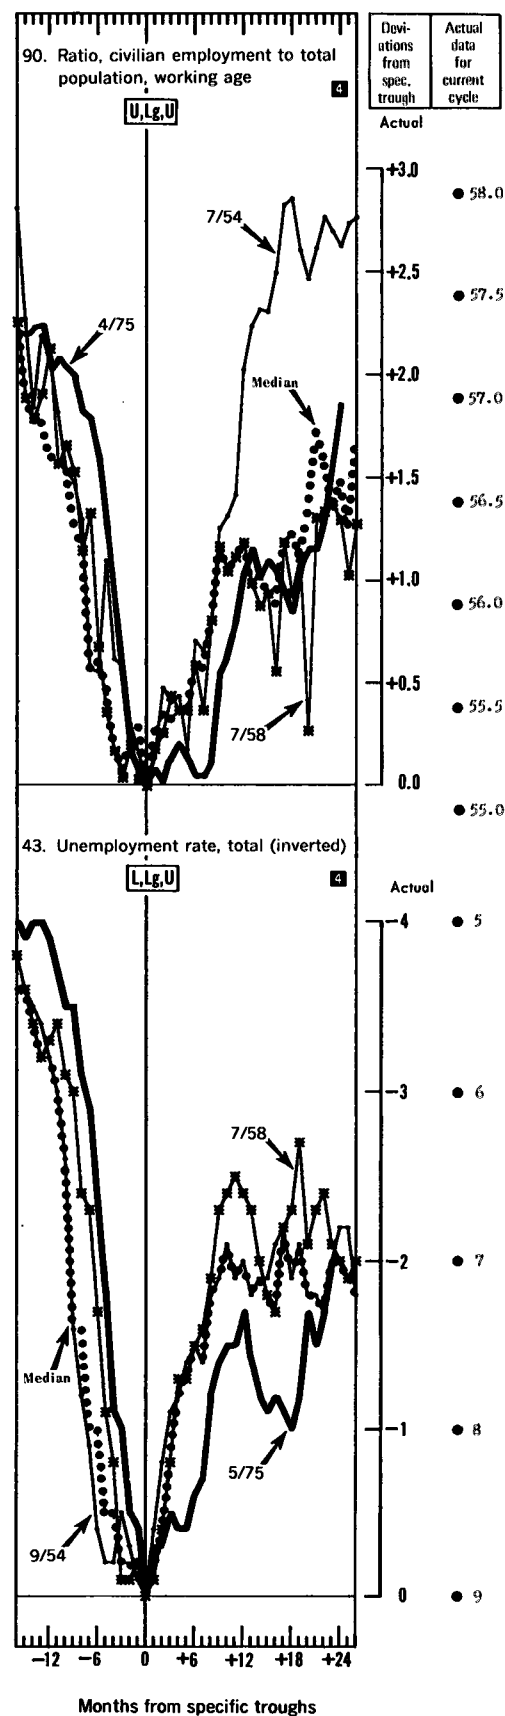 90. Ratio, civilian employment to total
population, working age
4
U,Lg,U
Devi-
ations
from
spec,
trough
Actual
data
for
current
cycle
Actual
+3.0
+2.5
+2.0
+1.5
+1.0
+0.5
0.0
58.0
57.5
57.0
56.5
56.0
55.5
55.0
7/54
4/75
Median
7/58
43. Unemployment rate, total (inverted)
4
L,Lg,U
Actual
−4
−3
−2
−1
0
5
6
7
8
9
7/58
Median
5/75
9/54
−12 −6 0 +6 +12 +18 +24
Months from specific troughs